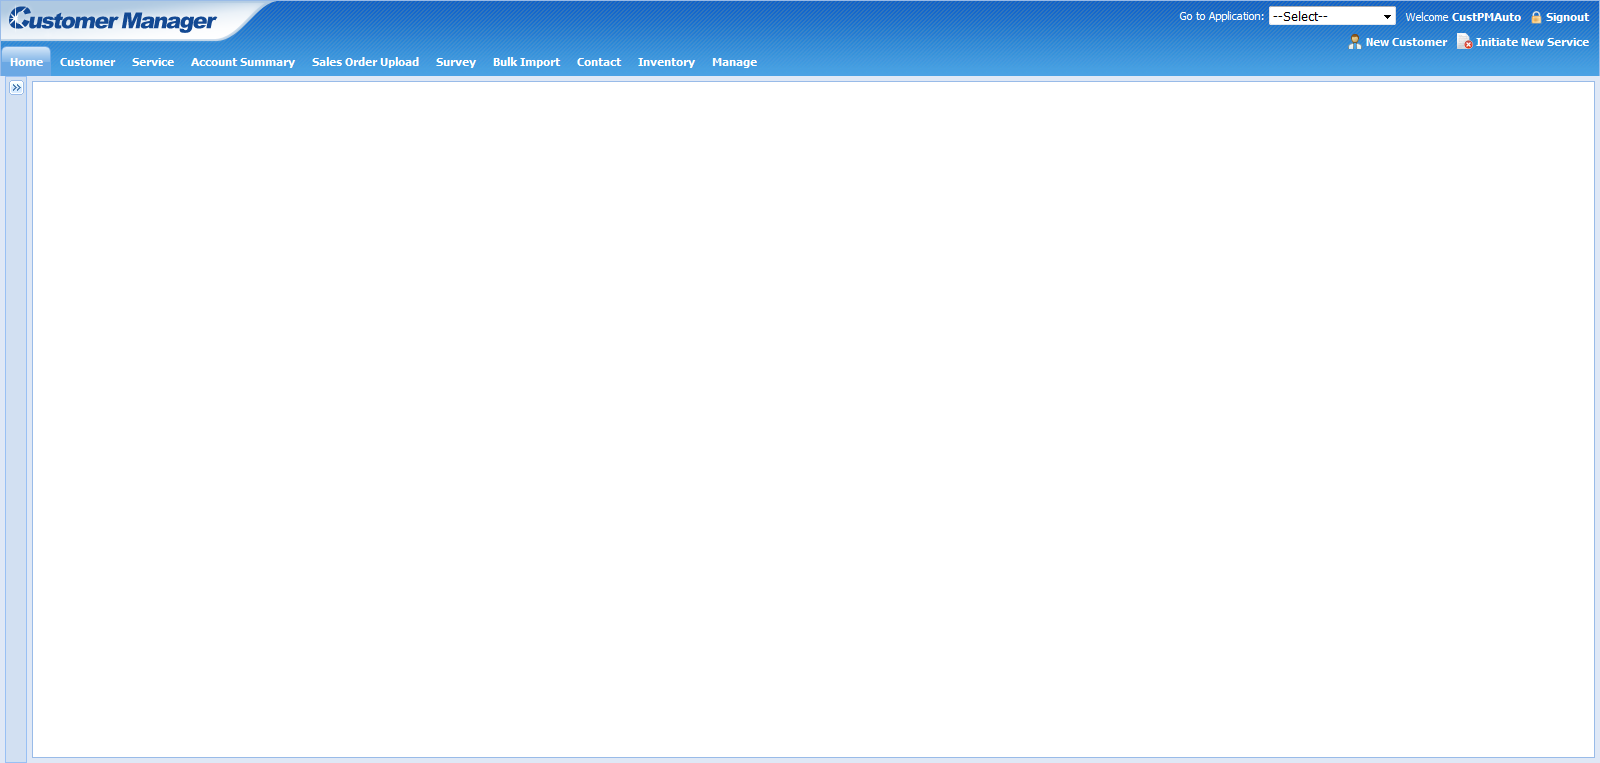 Customer Manager
Go to Application: --Select-- Welcome CustPMAuto Signout
New Customer Initiate New Service
Home Customer Service Account Summary Sales Order Upload Survey Bulk Import Contact Inventory Manage